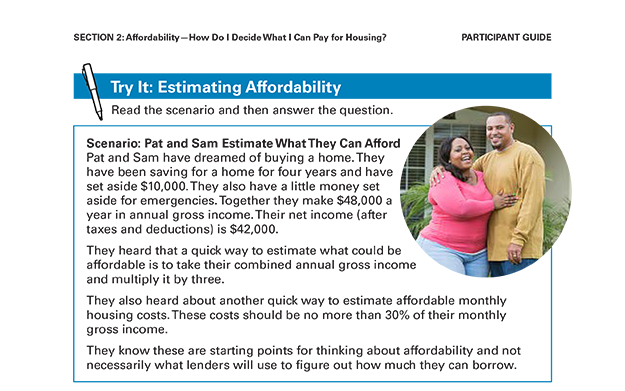 SECTION 2: Affordability—How Do I Decide What I Can Pay for Housing? PARTICIPANT GUIDE
Try It: Estimating Affordability
Read the scenario and then answer the question.
Scenario: Pat and Sam Estimate What They Can Afford
Pat and Sam have dreamed of buying a home. They
have been saving for a home for four years and have
set aside $10,000. They also have a little money set
aside for emergencies. Together they make $48,000 a
year in annual gross income. Their net income (after
taxes and deductions) is $42,000.
They heard that a quick way to estimate what could be
affordable is to take their combined annual gross income
and multiply it by three.
They also heard about another quick way to estimate affordable monthly
housing costs. These costs should be no more than 30% of their monthly
gross income.
They know these are starting points for thinking about affordability and not
necessarily what lenders will use to figure out how much they can borrow.